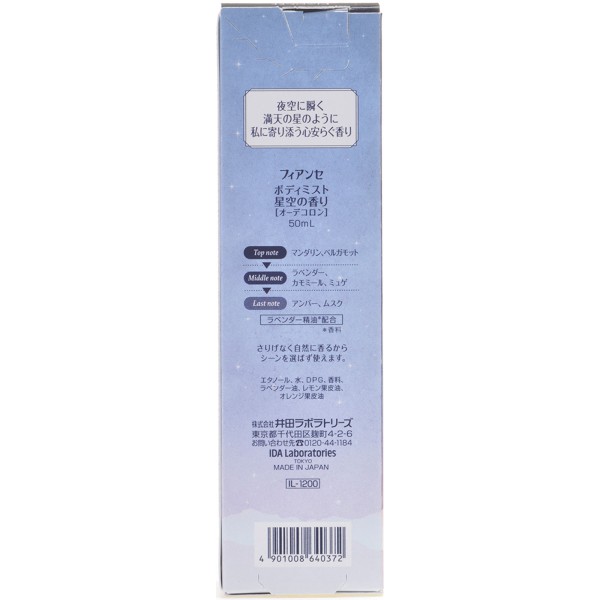 夜空に瞬く
満天の星のように
私に寄り添う心安らぐ香り
フィアンセ
ボディミスト
星空の香り
[オーデコロン]
50mL
Top note マンダリン、ベルガモット
Middle note ラベンダー、
カモミール、ミュゲ
Last note アンバー、ムスク
ラベンダー精油*配合
*香料
さりげなく自然に香るから
シーンを選ばず使えます。
エタノール、水、DPG、香料、
ラベンダー油、レモン果皮油、
オレンジ果皮油
株式会社 井田ラボラトリーズ
東京都千代田区麹町4-2-6
お問い合わせ先☎0120-44-1184
IDA Laboratories
TOKYO
MADE IN JAPAN
IL-1200
4 901008 640372